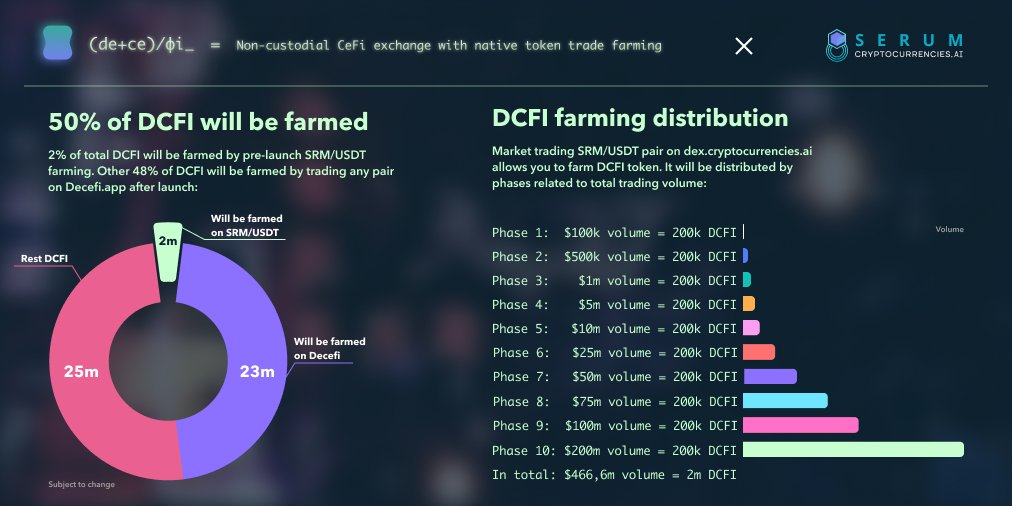 (de+ce)/фi_ = Non-custodial CeFi exchange with native token trade farming
SERUM
CRYPTOCURRENCIES.AI
50% of DCFI will be farmed
2% of total DCFI will be farmed by pre-launch SRM/USDT
farming. Other 48% of DCFI will be farmed by trading any pair
on Decefi.app after launch:
Will be farmed
on SRM/USDT
2m
Rest DCFI
Will be farmed
on Decefi
25m
23m
Subject to change
DCFI farming distribution
Market trading SRM/USDT pair on dex.cryptocurrencies.ai
allows you to farm DCFI token. It will be distributed by
phases related to total trading volume:
Volume
Phase 1: $100k volume = 200k DCFI
Phase 2: $500k volume = 200k DCFI
Phase 3: $1m volume = 200k DCFI
Phase 4: $5m volume = 200k DCFI
Phase 5: $10m volume = 200k DCFI
Phase 6: $25m volume = 200k DCFI
Phase 7: $50m volume = 200k DCFI
Phase 8: $75m volume = 200k DCFI
Phase 9: $100m volume = 200k DCFI
Phase 10: $200m volume = 200k DCFI
In total: $466,6m volume = 2m DCFI